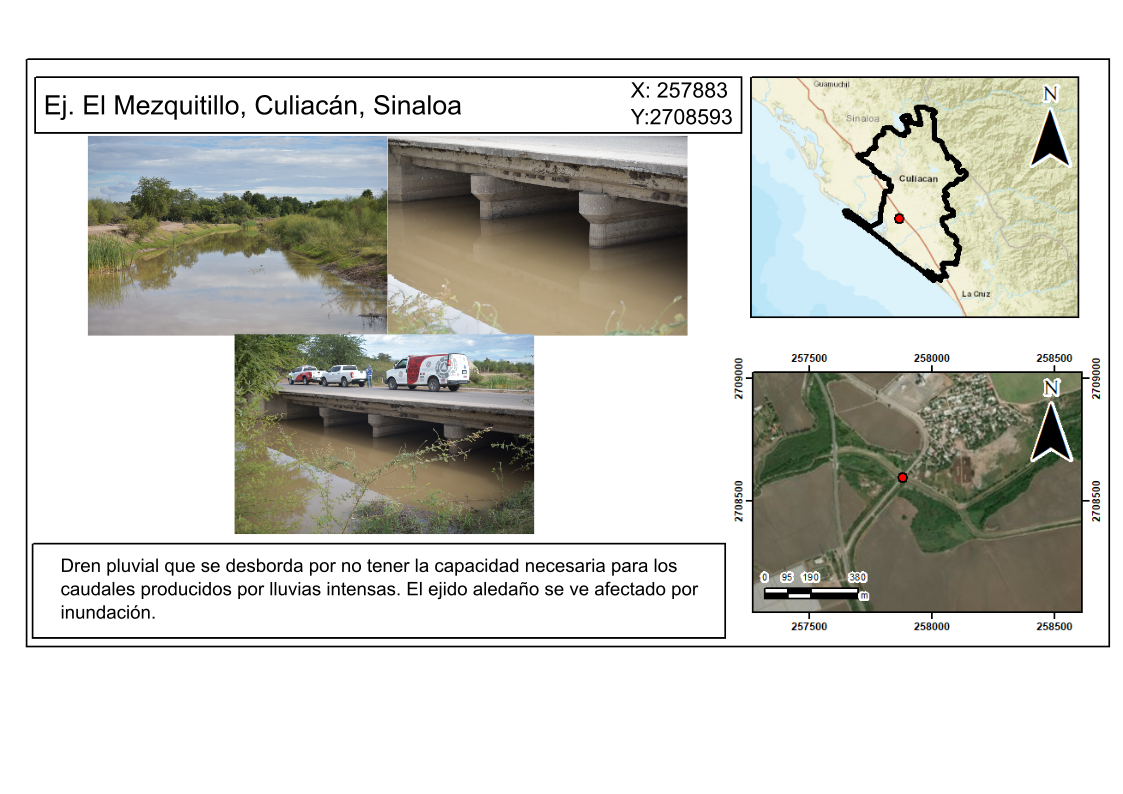 Ej. El Mezquitillo, Culiacán, Sinaloa
X: 257883
Y:2708593
Guamuchil
Sinaloa
Culiacan
La Cruz
N
257500 258000 258500
2709000 2709000
N
2708500 2708500
0 95 190 380
m
257500 258000 258500
Dren pluvial que se desborda por no tener la capacidad necesaria para los
caudales producidos por lluvias intensas. El ejido aledaño se ve afectado por
inundación.